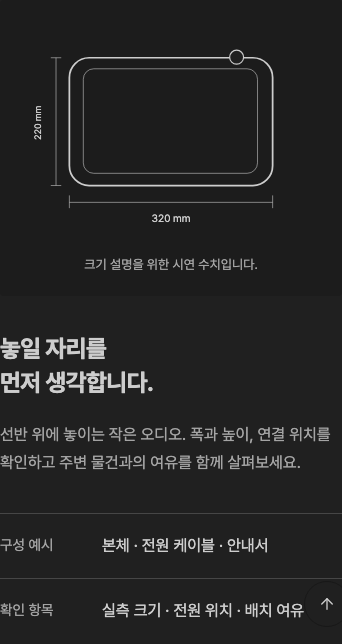 220 mm
320 mm
크기 설명을 위한 시연 수치입니다.
놓일 자리를
먼저 생각합니다.
선반 위에 놓이는 작은 오디오. 폭과 높이, 연결 위치를
확인하고 주변 물건과의 여유를 함께 살펴보세요.
구성 예시 본체 · 전원 케이블 · 안내서
확인 항목 실측 크기 · 전원 위치 · 배치 여유